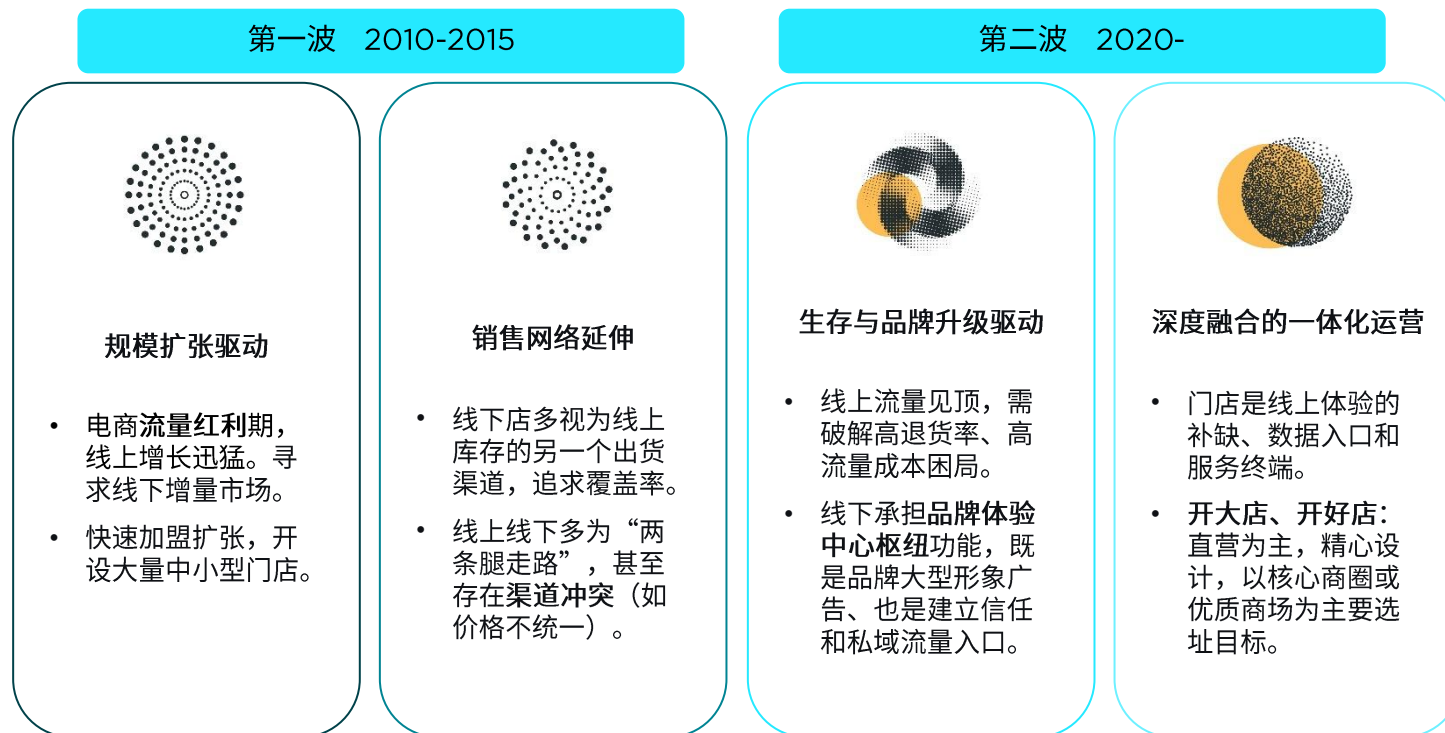 第一波 2010-2015
第二波 2020-
规模扩张驱动
• 电商流量红利期，
线上增长迅猛。寻
求线下增量市场。
• 快速加盟扩张，开
设大量中小型门店。
销售网络延伸
• 线下店多视为线上
库存的另一个出货
渠道，追求覆盖率。
• 线上线下多为“两
条腿走路”，甚至
存在渠道冲突（如
价格不统一）。
生存与品牌升级驱动
• 线上流量见顶，需
破解高退货率、高
流量成本困局。
• 线下承担品牌体验
中心枢纽功能，既
是品牌大型形象广
告、也是建立信任
和私域流量入口。
深度融合的一体化运营
• 门店是线上体验的
补缺、数据入口和
服务终端。
• 开大店、开好店：
直营为主，精心设
计，以核心商圈或
优质商场为主要选
址目标。